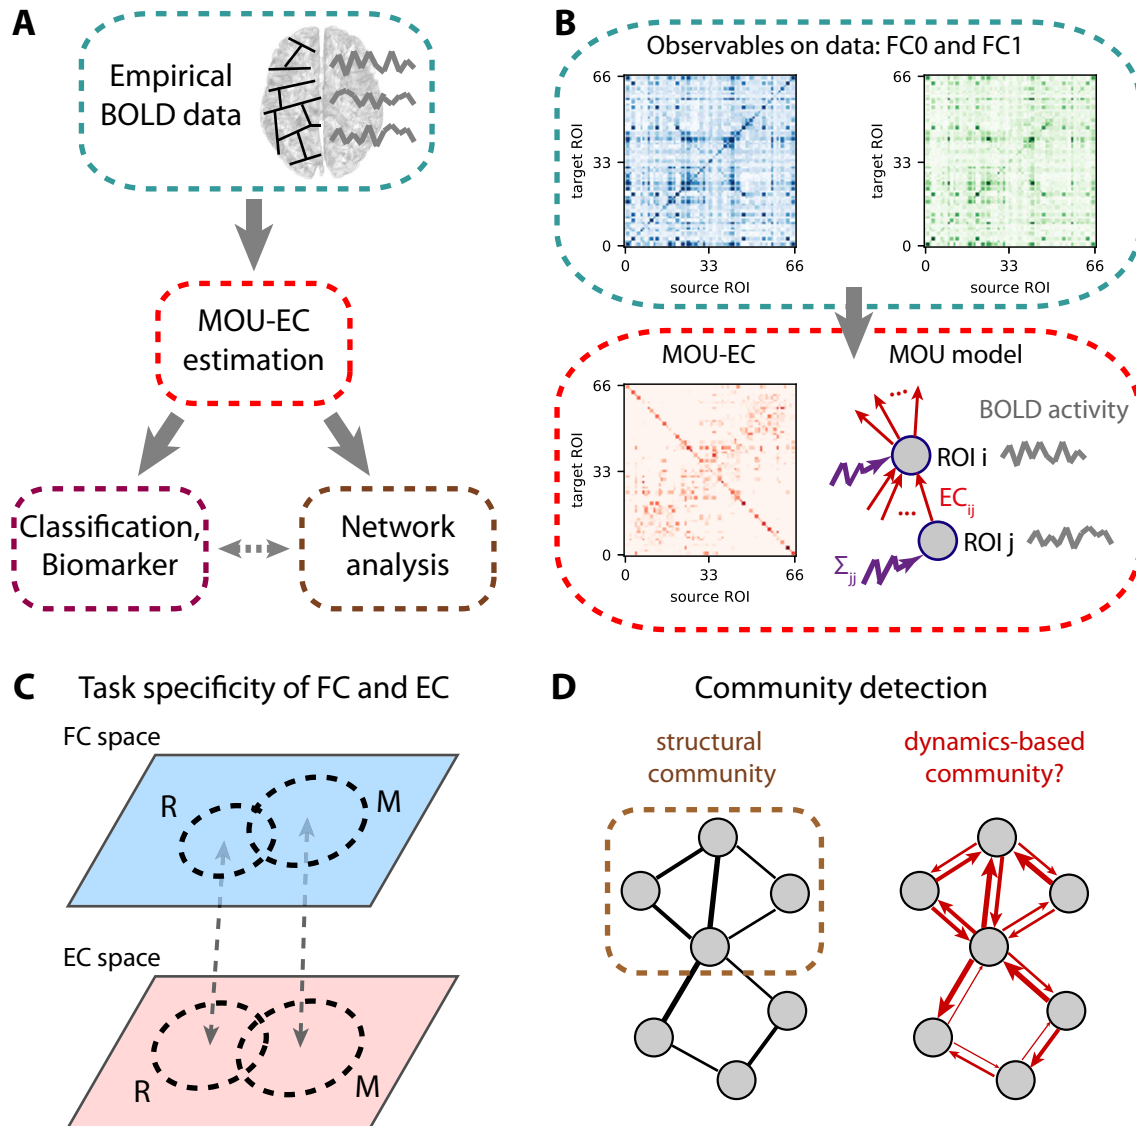 A
Empirical
BOLD data
MOU-EC
estimation
Classification,
Biomarker
Network
analysis
B
Observables on data: FC0 and FC1
66
33
0
target ROI
0
33
66
source ROI
66
33
0
target ROI
0
33
66
source ROI
MOU-EC
66
33
0
target ROI
0
33
66
source ROI
MOU model
...
BOLD activity
ROI i
EC_ij
...
ROI j
Σ_jj
C
Task specificity of FC and EC
FC space
R
M
EC space
R
M
D
Community detection
structural
community
dynamics-based
community?